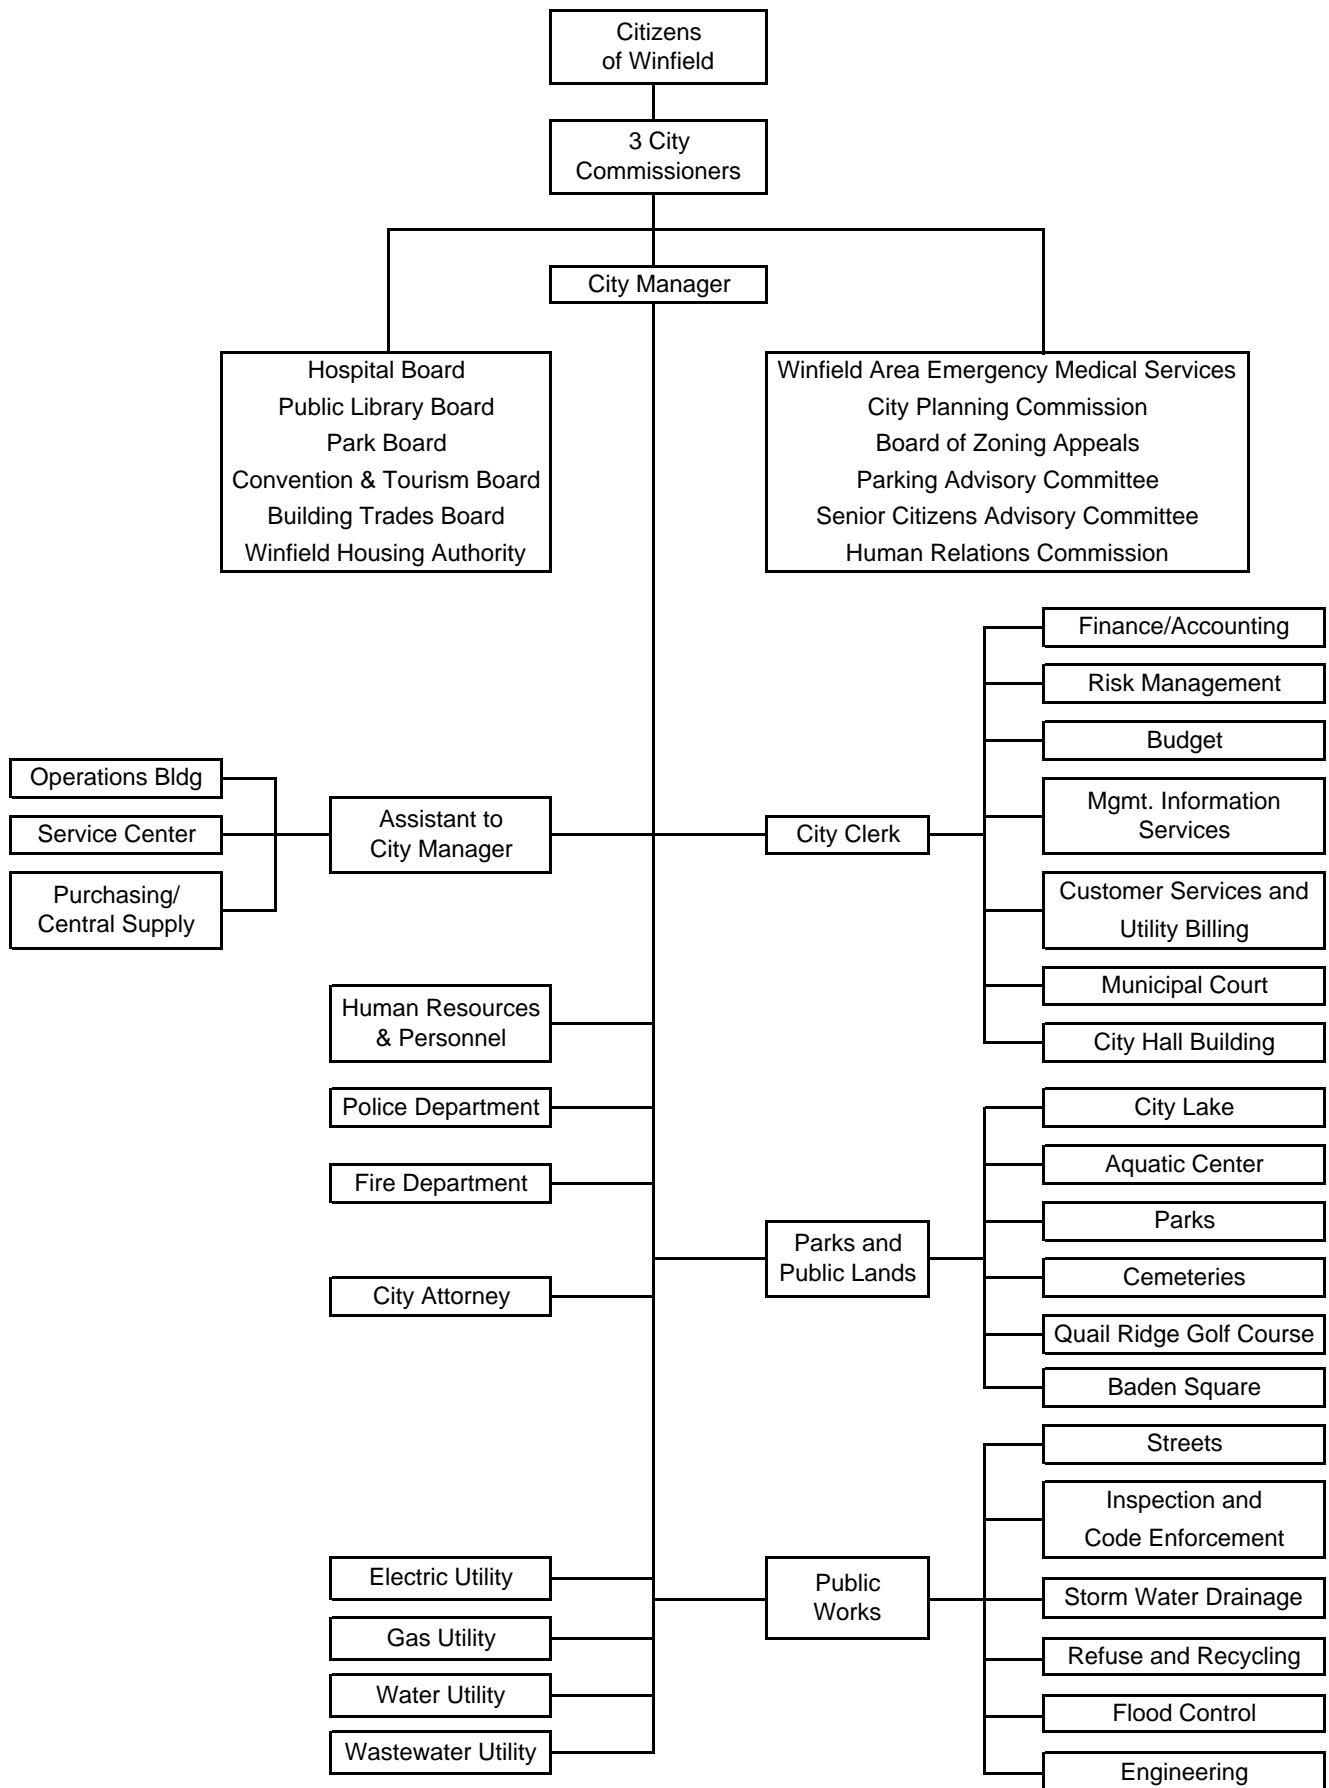 Citizens
of Winfield
3 City
Commissioners
City Manager
Hospital Board
Public Library Board
Park Board
Convention & Tourism Board
Building Trades Board
Winfield Housing Authority
Winfield Area Emergency Medical Services
City Planning Commission
Board of Zoning Appeals
Parking Advisory Committee
Senior Citizens Advisory Committee
Human Relations Commission
Operations Bldg
Service Center
Purchasing/
Central Supply
Assistant to
City Manager
City Clerk
Finance/Accounting
Risk Management
Budget
Mgmt. Information
Services
Customer Services and
Utility Billing
Municipal Court
City Hall Building
Human Resources
& Personnel
Police Department
Fire Department
City Attorney
Parks and
Public Lands
City Lake
Aquatic Center
Parks
Cemeteries
Quail Ridge Golf Course
Baden Square
Electric Utility
Gas Utility
Water Utility
Wastewater Utility
Public
Works
Streets
Inspection and
Code Enforcement
Storm Water Drainage
Refuse and Recycling
Flood Control
Engineering